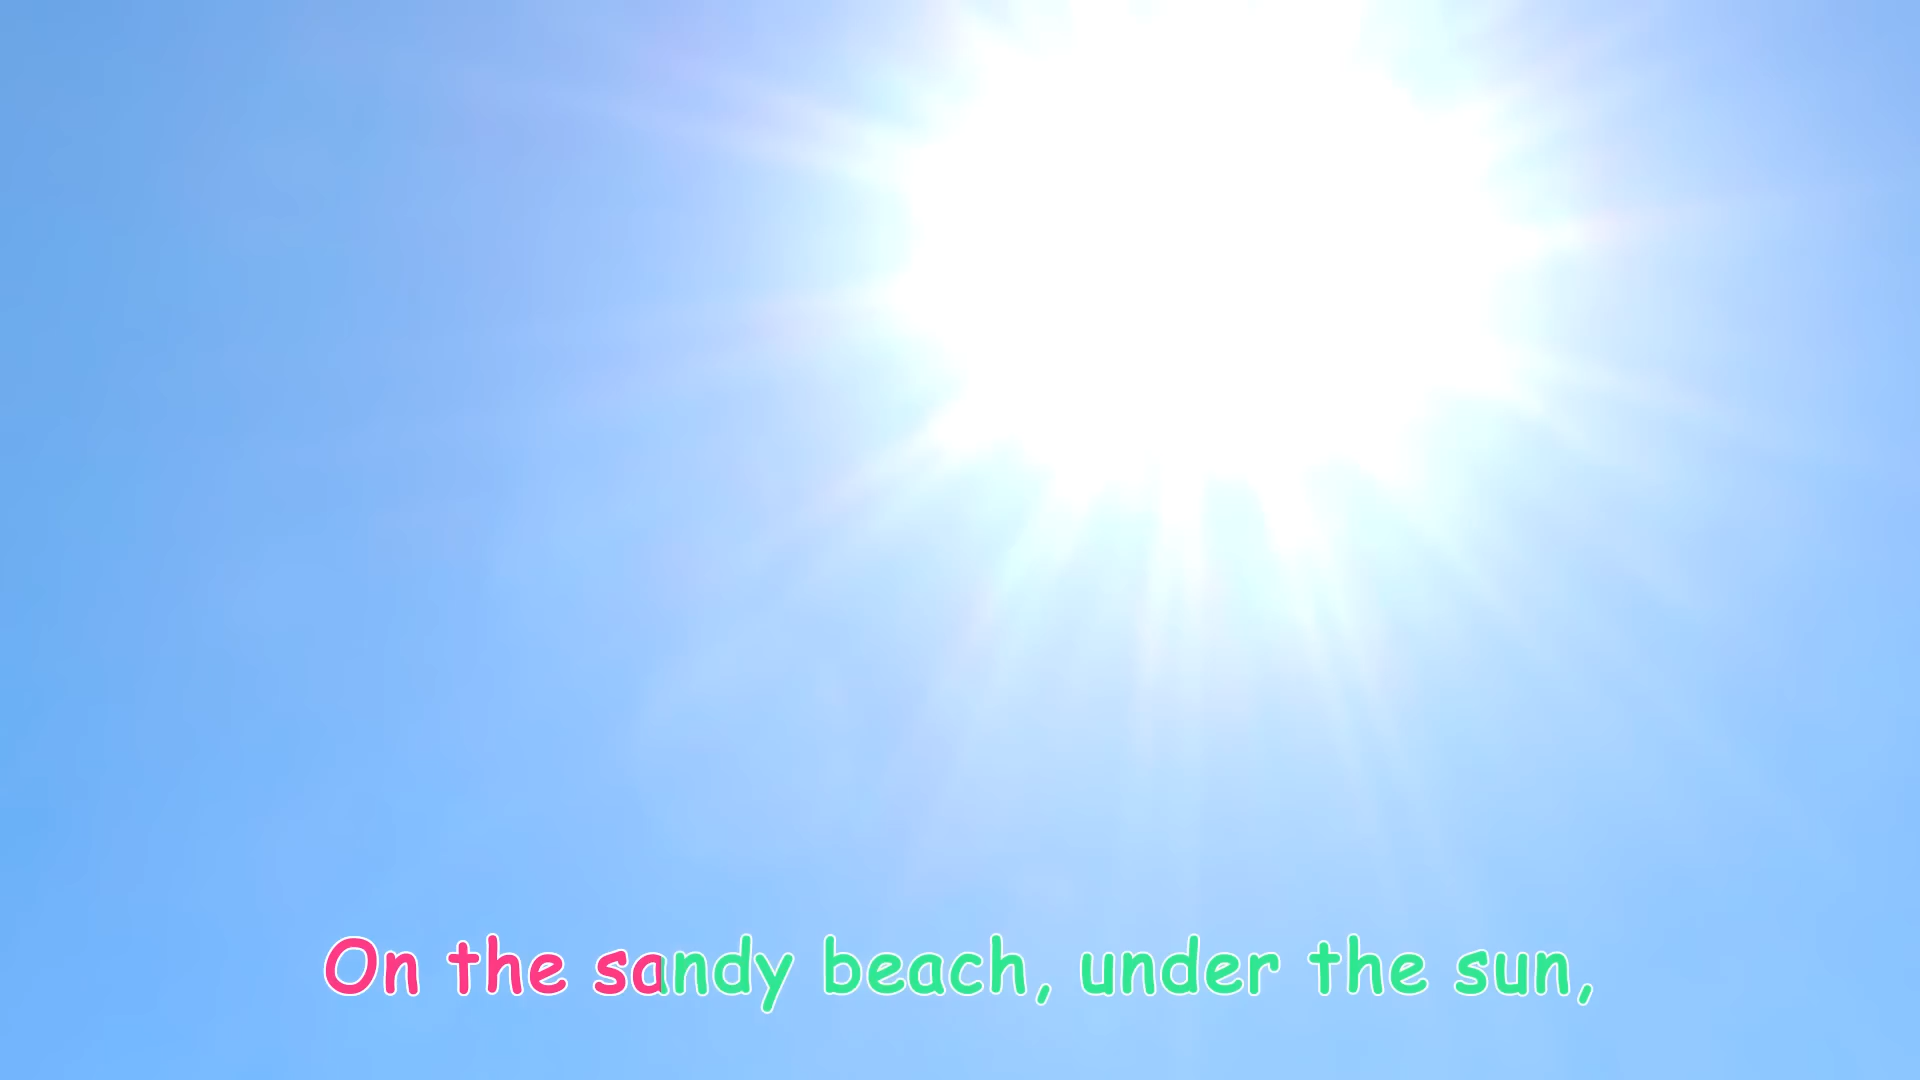 On the sandy beach, under the sun,